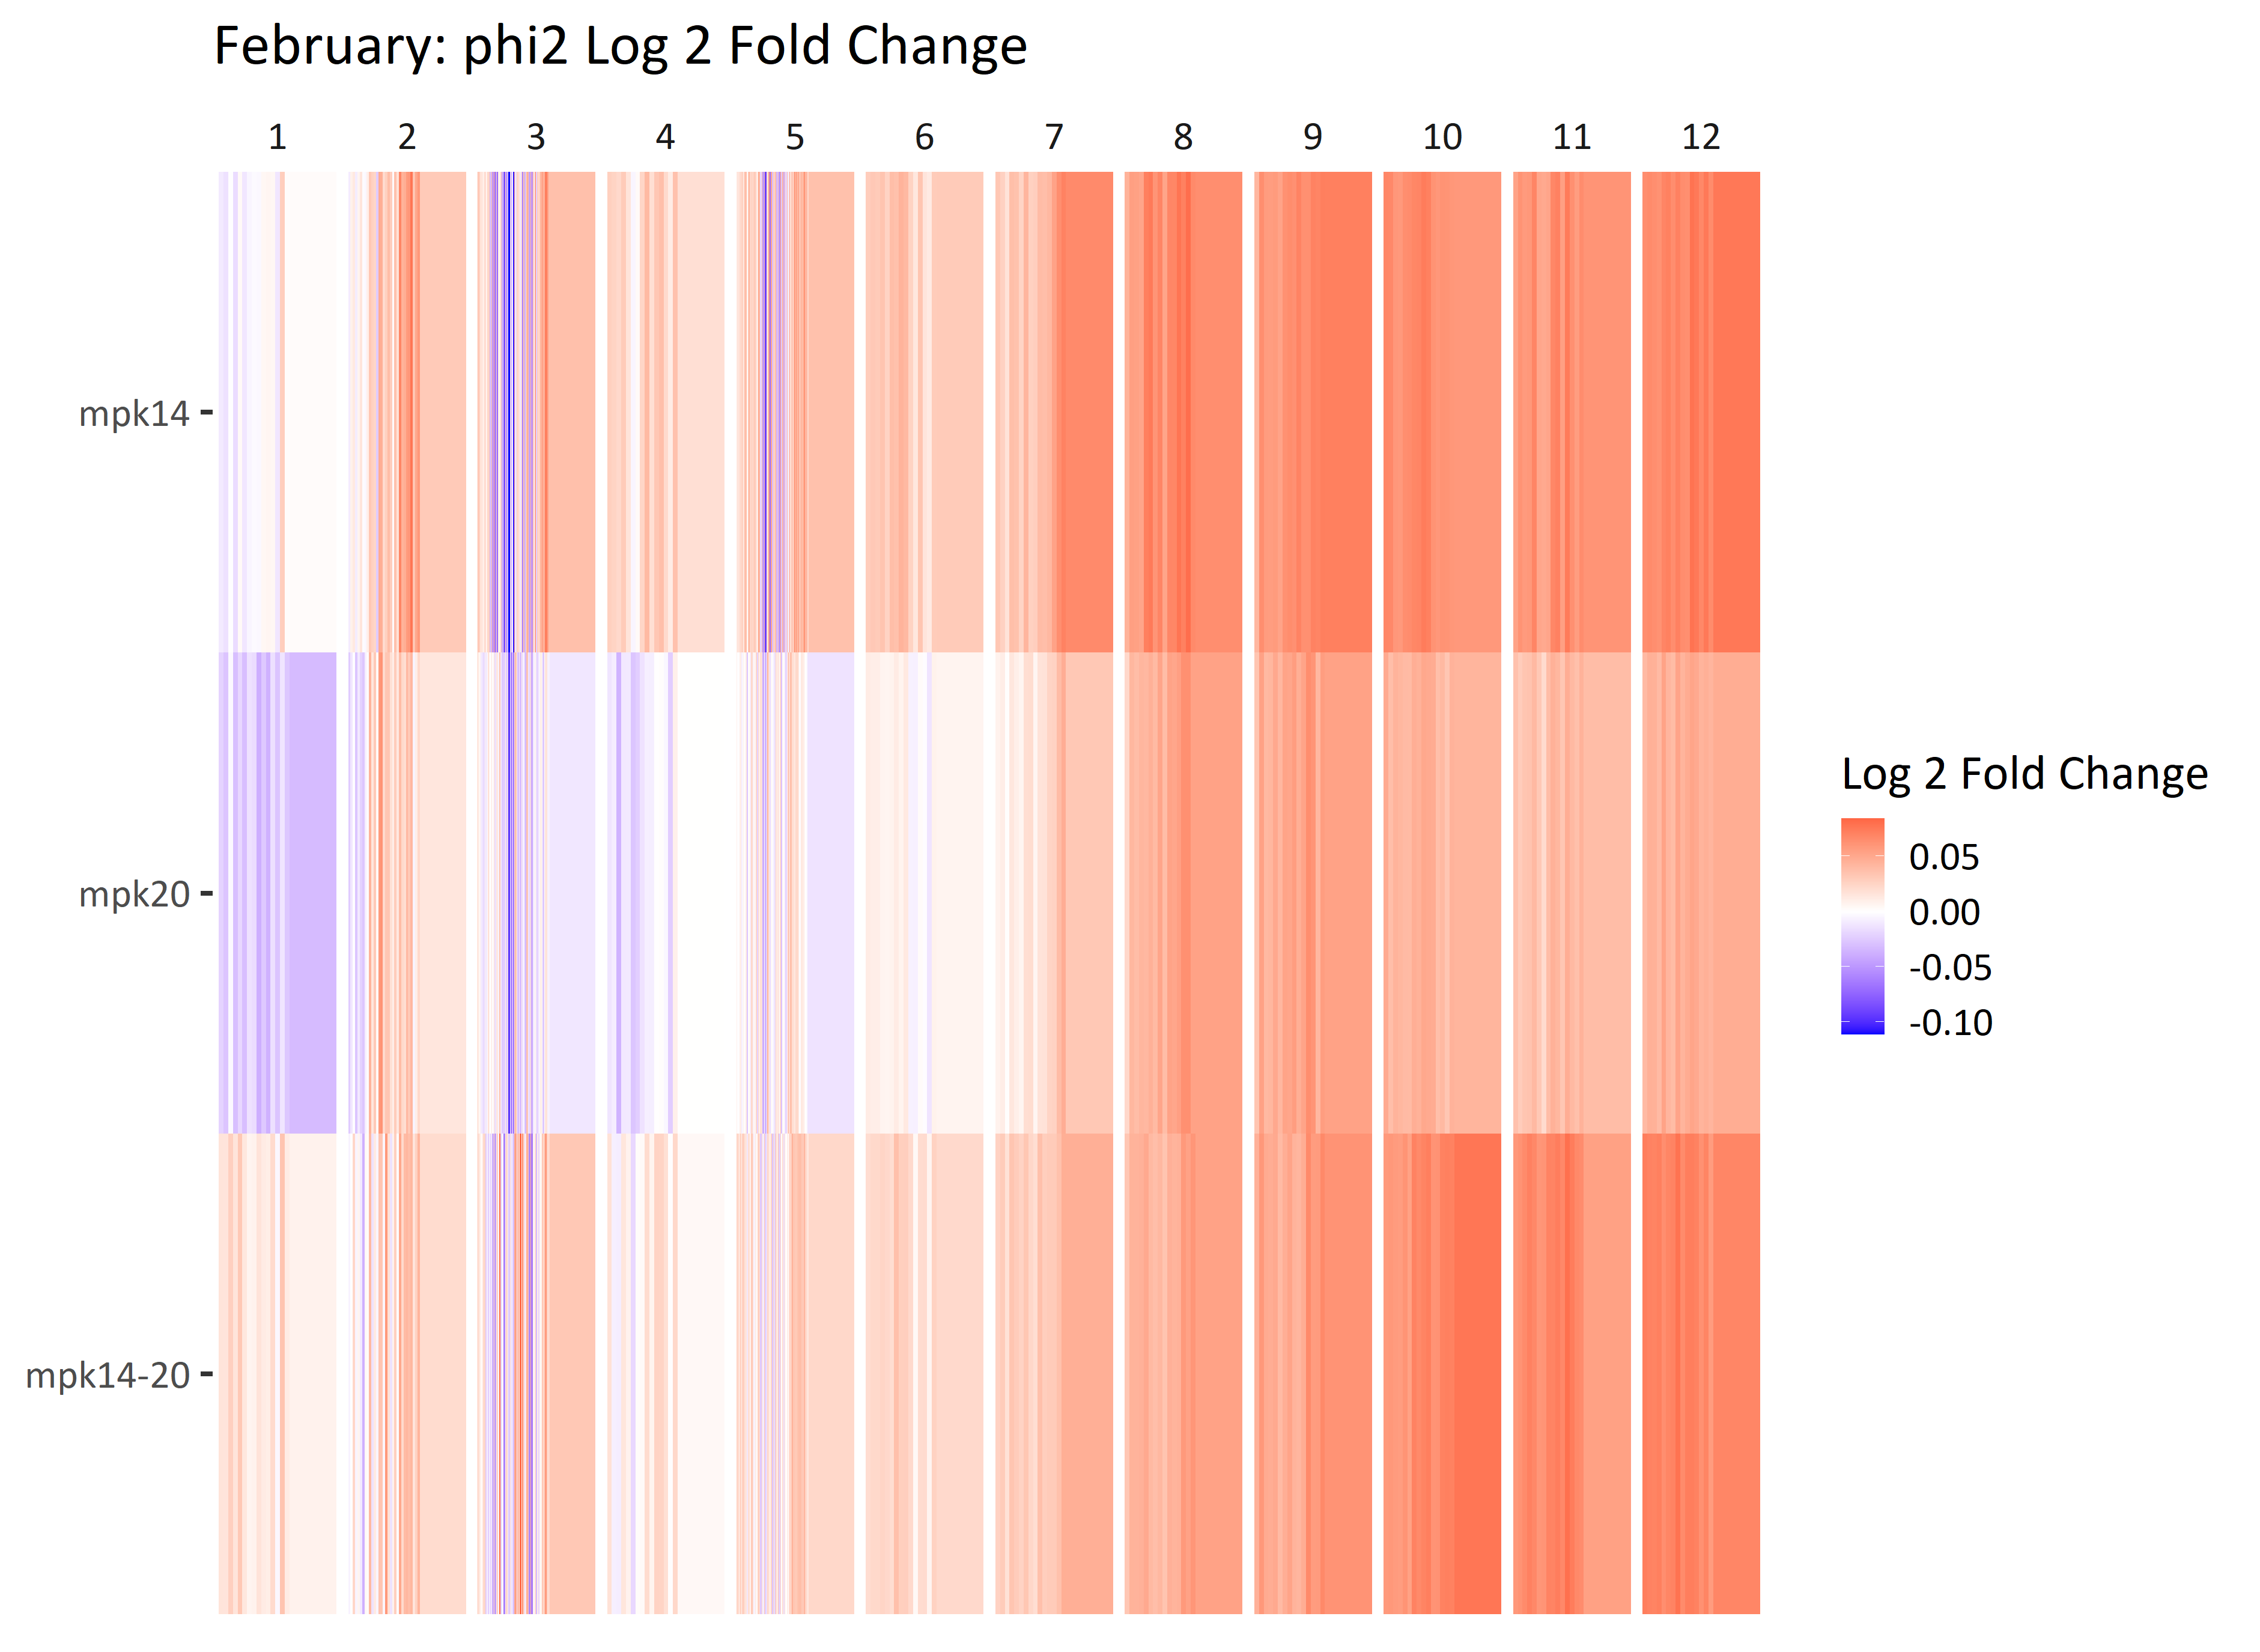 February: phi2 Log 2 Fold Change
1 2 3 4 5 6 7 8 9 10 11 12
mpk14
mpk20
mpk14-20
Log 2 Fold Change
0.05
0.00
-0.05
-0.10